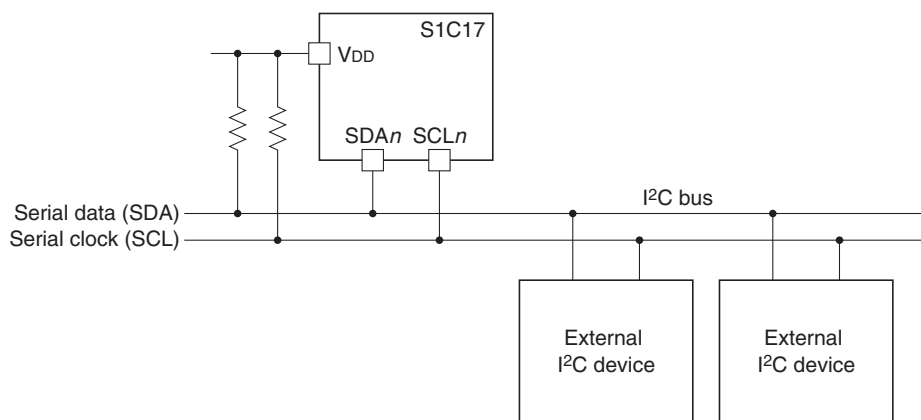 S1C17
VDD
SDAn SCLn
I²C bus
Serial data (SDA)
Serial clock (SCL)
External
I²C device
External
I²C device